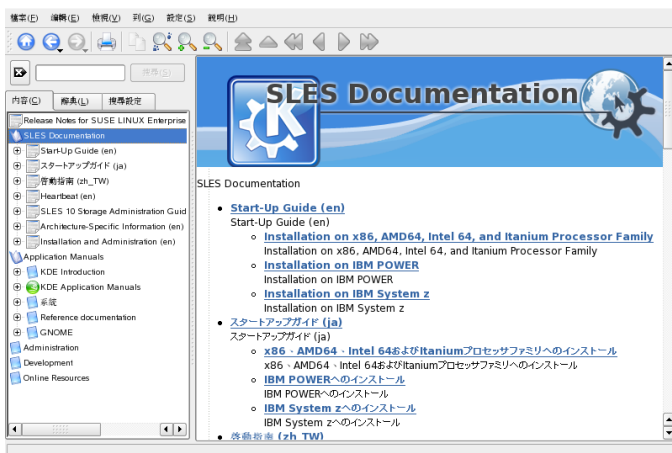 檔案(F) 編輯(E) 檢視(V) 到(G) 設定(S) 說明(H)
搜尋(S)
內容(C) 辭典(L) 搜尋設定
Release Notes for SUSE LINUX Enterprise
SLES Documentation
Start-Up Guide (en)
スタートアップガイド (ja)
啓動指南 (zh_TW)
Heartbeat (en)
SLES 10 Storage Administration Guid
Architecture-Specific Information (en)
Installation and Administration (en)
Application Manuals
KDE Introduction
KDE Application Manuals
系統
Reference documentation
GNOME
Administration
Development
Online Resources
SLES Documentation
SLES Documentation
Start-Up Guide (en)
Start-Up Guide (en)
Installation on x86, AMD64, Intel 64, and Itanium Processor Family
Installation on x86, AMD64, Intel 64, and Itanium Processor Family
Installation on IBM POWER
Installation on IBM POWER
Installation on IBM System z
Installation on IBM System z
スタートアップガイド (ja)
スタートアップガイド (ja)
x86、AMD64、Intel 64およびItaniumプロセッサファミリへのインストール
x86、AMD64、Intel 64およびItaniumプロセッサファミリへのインストール
IBM POWERへのインストール
IBM POWERへのインストール
IBM System zへのインストール
IBM System zへのインストール
啓動指南 (zh_TW)